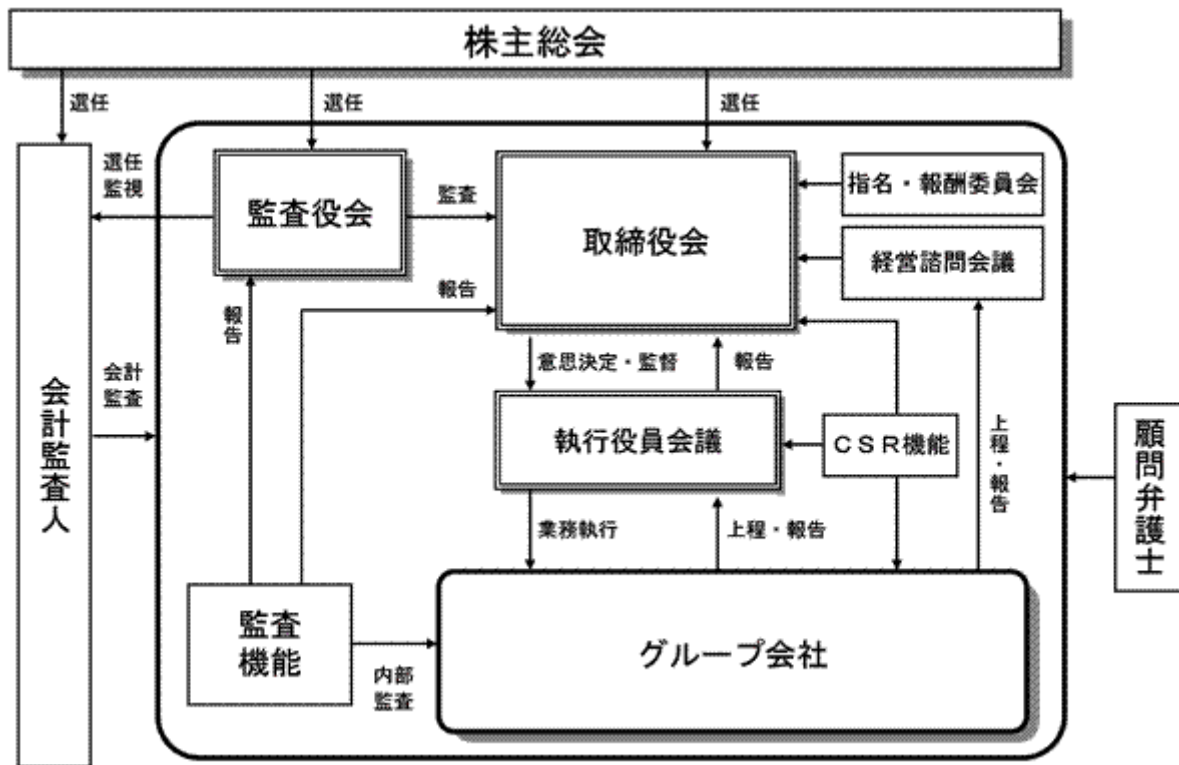 株主総会
選任
選任
選任
選任
監視
監査役会
監査
取締役会
指名・報酬委員会
経営諮問会議
報告
報告
会計
監査
会計監査人
意思決定・監督
報告
執行役員会議
CSR機能
上程・報告
顧問弁護士
業務執行
上程・報告
監査
機能
内部
監査
グループ会社